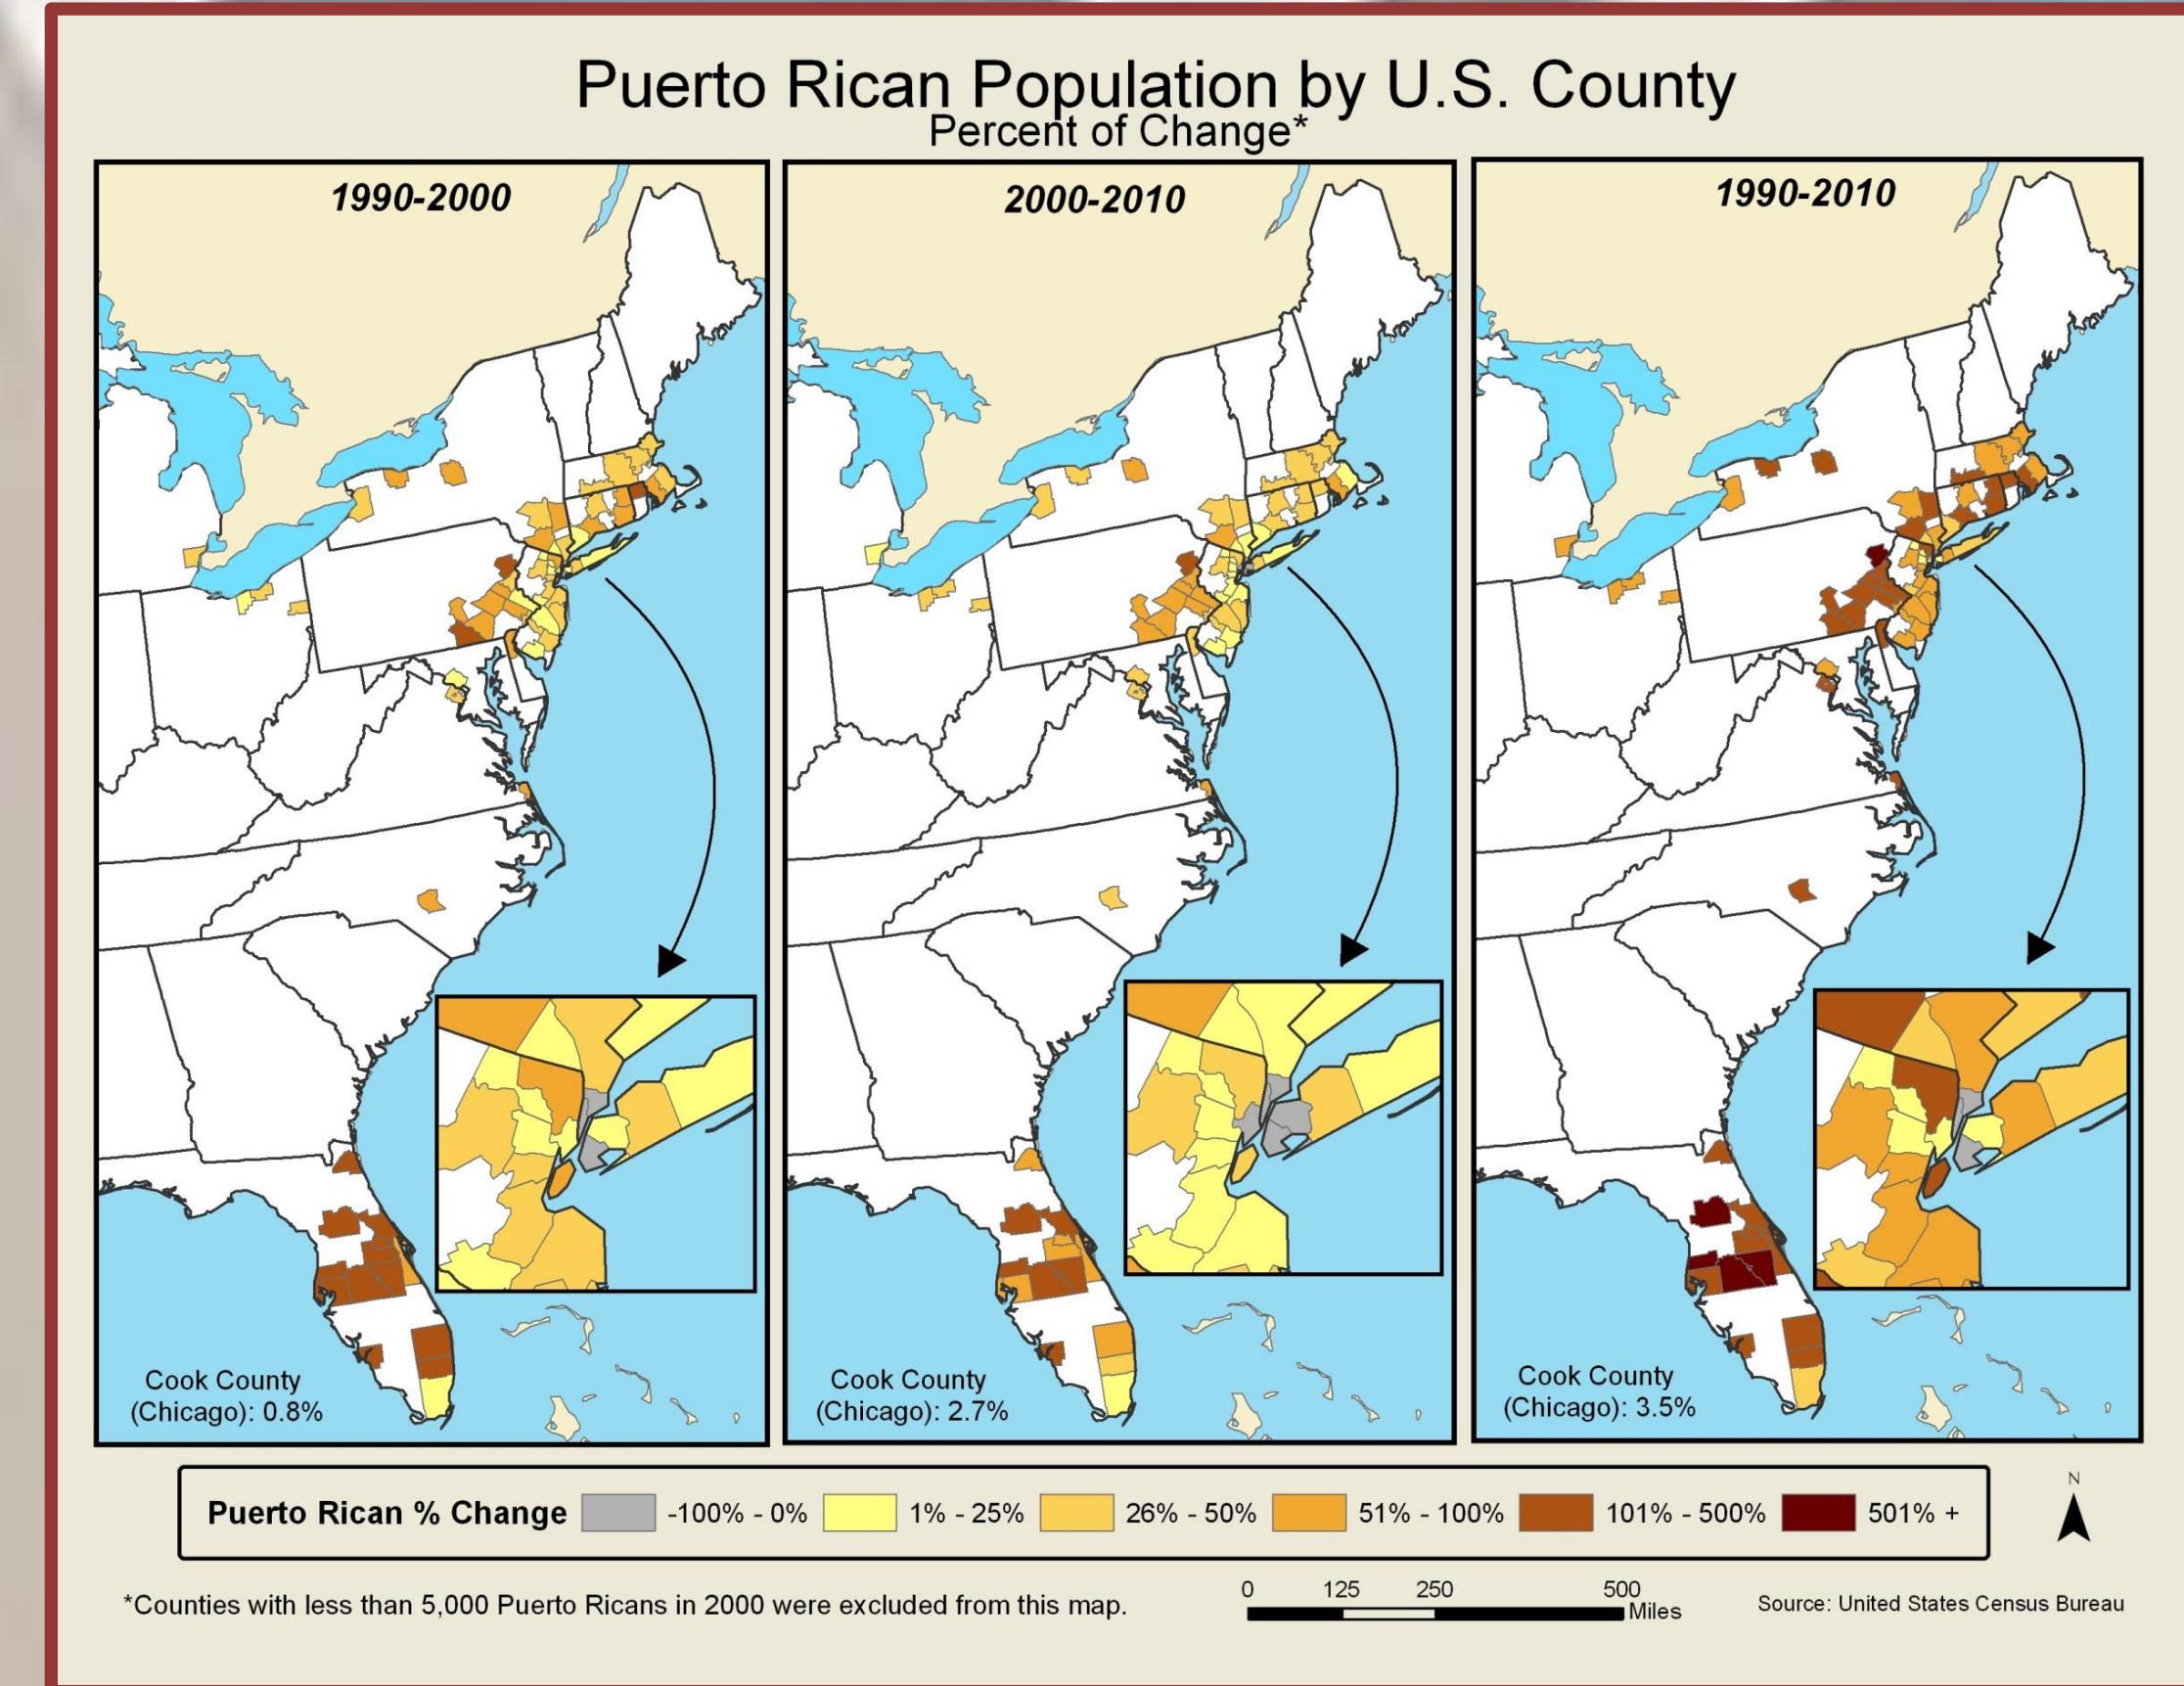 Puerto Rican Population by U.S. County
Percent of Change*
1990-2000
Cook County
(Chicago): 0.8%
2000-2010
Cook County
(Chicago): 2.7%
1990-2010
Cook County
(Chicago): 3.5%
Puerto Rican % Change -100% - 0% 1% - 25% 26% - 50% 51% - 100% 101% - 500% 501% +
N
*Counties with less than 5,000 Puerto Ricans in 2000 were excluded from this map.
0 125 250 500
Miles
Source: United States Census Bureau